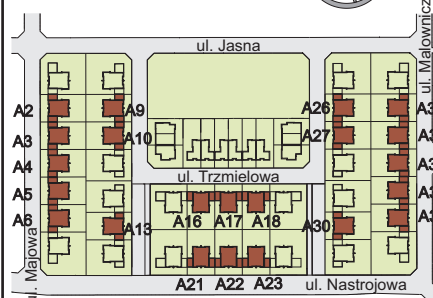 ul. Jasna
ul. Malownicz
A2
A9
A26
A3
A3
A10
A27
A4
A5
ul. Trzmielowa
A6
A13
A16
A17
A18
A30
ul. Majowa
A21
A22
A23
ul. Nastrojowa